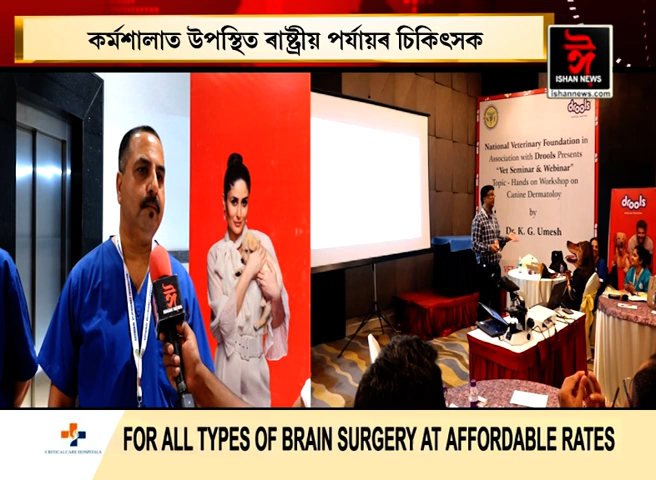 কৰ্মশালাত উপস্থিত ৰাষ্ট্ৰীয় পৰ্যায়ৰ চিকিৎসক
ঈ
ISHAN NEWS
ishannews.com
drools
National Veterinary Foundation in
Association with Drools Presents
"Vet Seminar & Webinar"
Topic - Hands on Workshop on
Canine Dermatoloy
by
Dr. K. G. Umesh
drools
ঈ
CRITICALCARE HOSPITALS
FOR ALL TYPES OF BRAIN SURGERY AT AFFORDABLE RATES